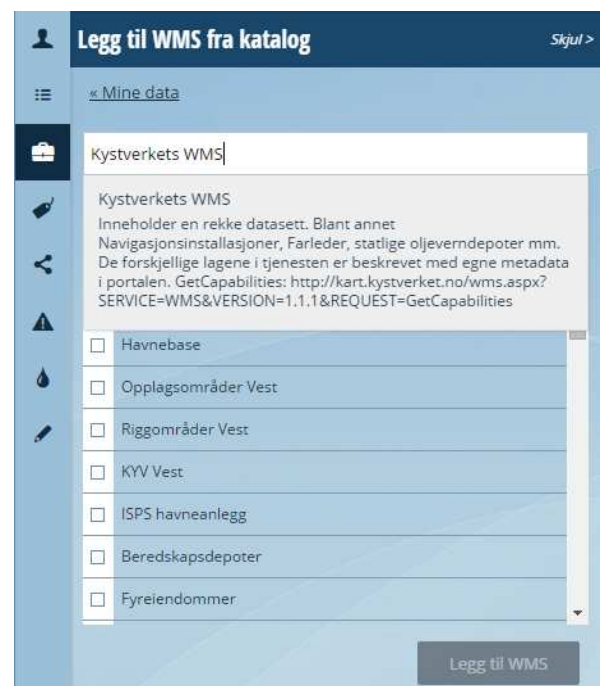 Legg til WMS fra katalog
Skjul >
« Mine data
Kystverkets WMS
Kystverkets WMS
Inneholder en rekke datasett. Blant annet
Navigasjonsinstallasjoner, Farleder, statlige oljeverndepoter mm.
De forskjellige lagene i tjenesten er beskrevet med egne metadata
i portalen. GetCapabilities: http://kart.kystverket.no/wms.aspx?
SERVICE=WMS&VERSION=1.1.1&REQUEST=GetCapabilities
Havnebase
Opplagsområder Vest
Riggområder Vest
KYV Vest
ISPS havneanlegg
Beredskapsdepoter
Fyreiendommer
Legg til WMS